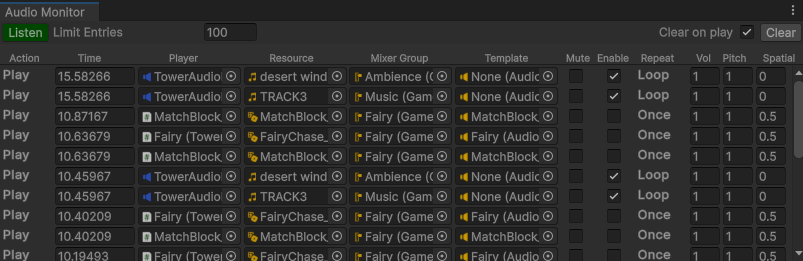 Audio Monitor
Listen Limit Entries 100 Clear on play Clear
Action Time Player Resource Mixer Group Template Mute Enable Repeat Vol Pitch Spatial
Play 15.58266 TowerAudio desert wind Ambience (G None (Audio Loop 1 1 0
Play 15.58266 TowerAudio TRACK3 Music (Gam None (Audio Loop 1 1 0
Play 10.87167 MatchBlock_ MatchBlock_ Fairy (Game MatchBlock_ Once 1 1 0.5
Play 10.63679 Fairy (Tower FairyChase_ Fairy (Game Fairy (Audio Once 1 1 0.5
Play 10.63679 MatchBlock_ MatchBlock_ Fairy (Game MatchBlock_ Once 1 1 0.5
Play 10.45967 TowerAudio desert wind Ambience (G None (Audio Loop 1 1 0
Play 10.45967 TowerAudio TRACK3 Music (Gam None (Audio Loop 1 1 0
Play 10.40209 Fairy (Tower FairyChase_ Fairy (Game Fairy (Audio Once 1 1 0.5
Play 10.40209 MatchBlock_ MatchBlock_ Fairy (Game MatchBlock_ Once 1 1 0.5
Play 10.19493 Fairy (Tower FairyChase_ Fairy (Game Fairy (Audio Once 1 1 0.5